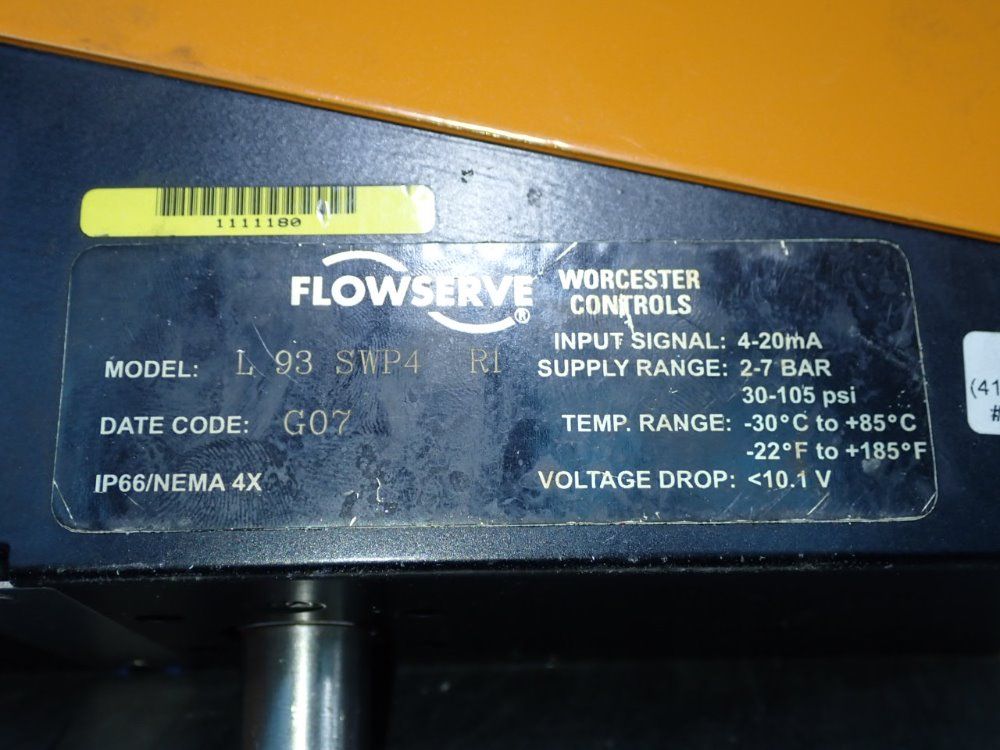 1111180
FLOWSERVE®
WORCESTER
CONTROLS
MODEL: L 93 SWP4 R1
DATE CODE: G07
IP66/NEMA 4X
INPUT SIGNAL: 4-20mA
SUPPLY RANGE: 2-7 BAR
30-105 psi
TEMP. RANGE: -30°C to +85°C
-22°F to +185°F
VOLTAGE DROP: <10.1 V
(41
#